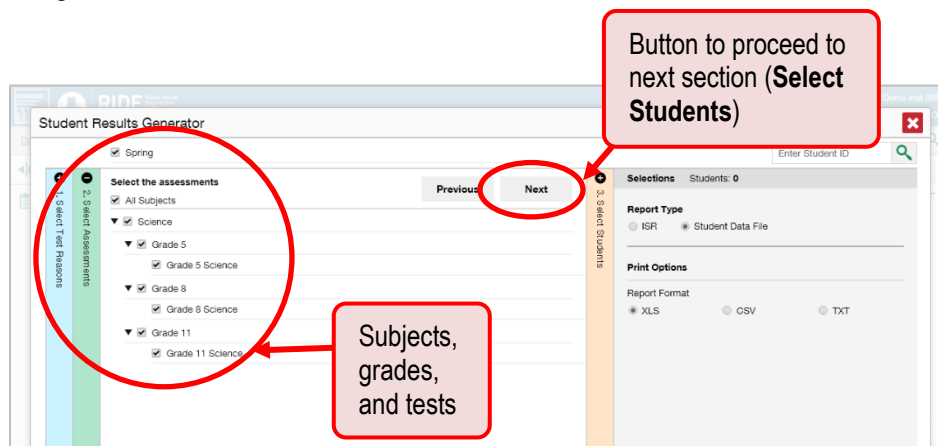 Button to proceed to
next section (Select
Students)
RIDE
Student Results Generator
Spring
Enter Student ID
1. Select Test Reasons
2. Select Assessments
Select the assessments
Previous
Next
All Subjects
Science
Grade 5
Grade 5 Science
Grade 8
Grade 8 Science
Grade 11
Grade 11 Science
Subjects,
grades,
and tests
3. Select Students
Selections Students: 0
Report Type
ISR Student Data File
Print Options
Report Format
XLS CSV TXT